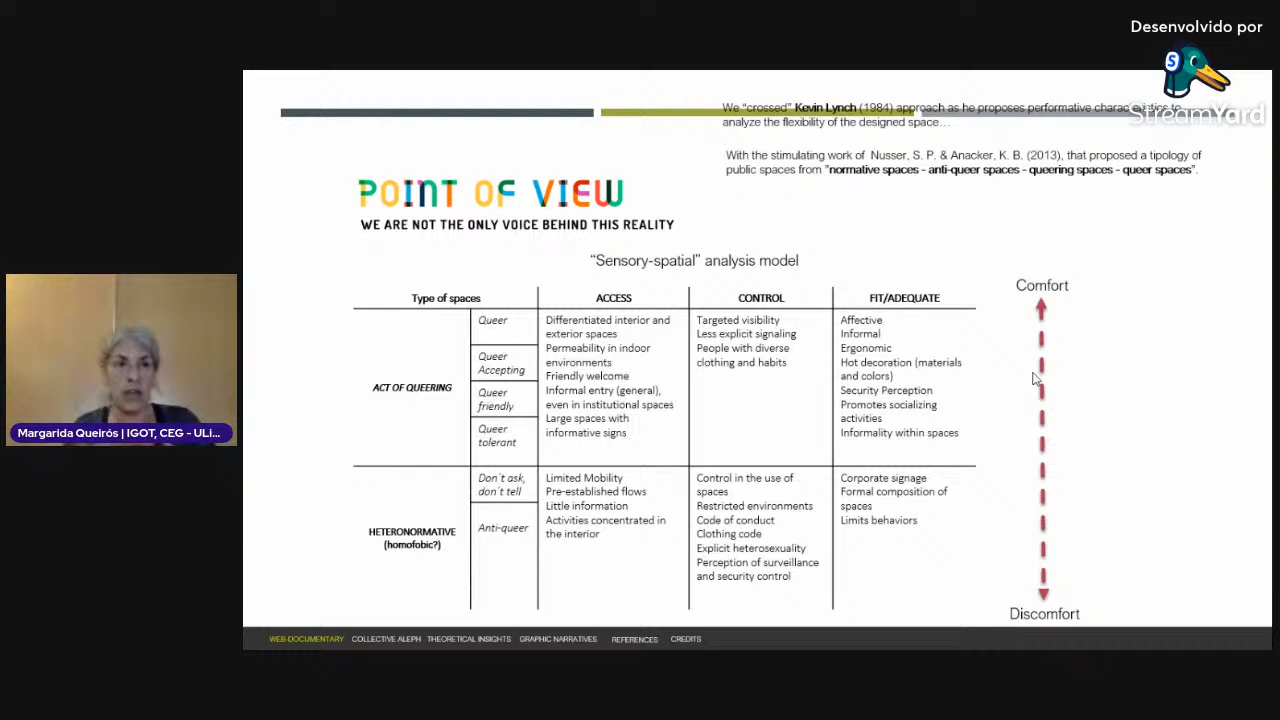 Desenvolvido por
S
StreamYard
We "crossed" Kevin Lynch (1984) approach as he proposes performative characteristics to
analyze the flexibility of the designed space…
With the stimulating work of Nusser, S. P. & Anacker, K. B. (2013), that proposed a tipology of
public spaces from "normative spaces - anti-queer spaces - queering spaces - queer spaces".
POINT OF VIEW
WE ARE NOT THE ONLY VOICE BEHIND THIS REALITY
"Sensory-spatial" analysis model
Comfort
Type of spaces
ACCESS
CONTROL
FIT/ADEQUATE
ACT OF QUEERING
Queer
Queer
Accepting
Queer
friendly
Queer
tolerant
Differentiated interior and
exterior spaces
Permeability in indoor
environments
Friendly welcome
Informal entry (general),
even in institutional spaces
Large spaces with
informative signs
Targeted visibility
Less explicit signaling
People with diverse
clothing and habits
Affective
Informal
Ergonomic
Hot decoration (materials
and colors)
Security Perception
Promotes socializing
activities
Informality within spaces
HETERONORMATIVE
(homofobic?)
Don´t ask,
don´t tell
Anti-queer
Limited Mobility
Pre-established flows
Little information
Activities concentrated in
the interior
Control in the use of
spaces
Restricted environments
Code of conduct
Clothing code
Explicit heterosexuality
Perception of surveillance
and security control
Corporate signage
Formal composition of
spaces
Limits behaviors
Discomfort
Margarida Queirós | IGOT, CEG - ULi...
WEB-DOCUMENTARY COLLECTIVE ALEPH THEORETICAL INSIGHTS GRAPHIC NARRATIVES REFERENCES CREDITS